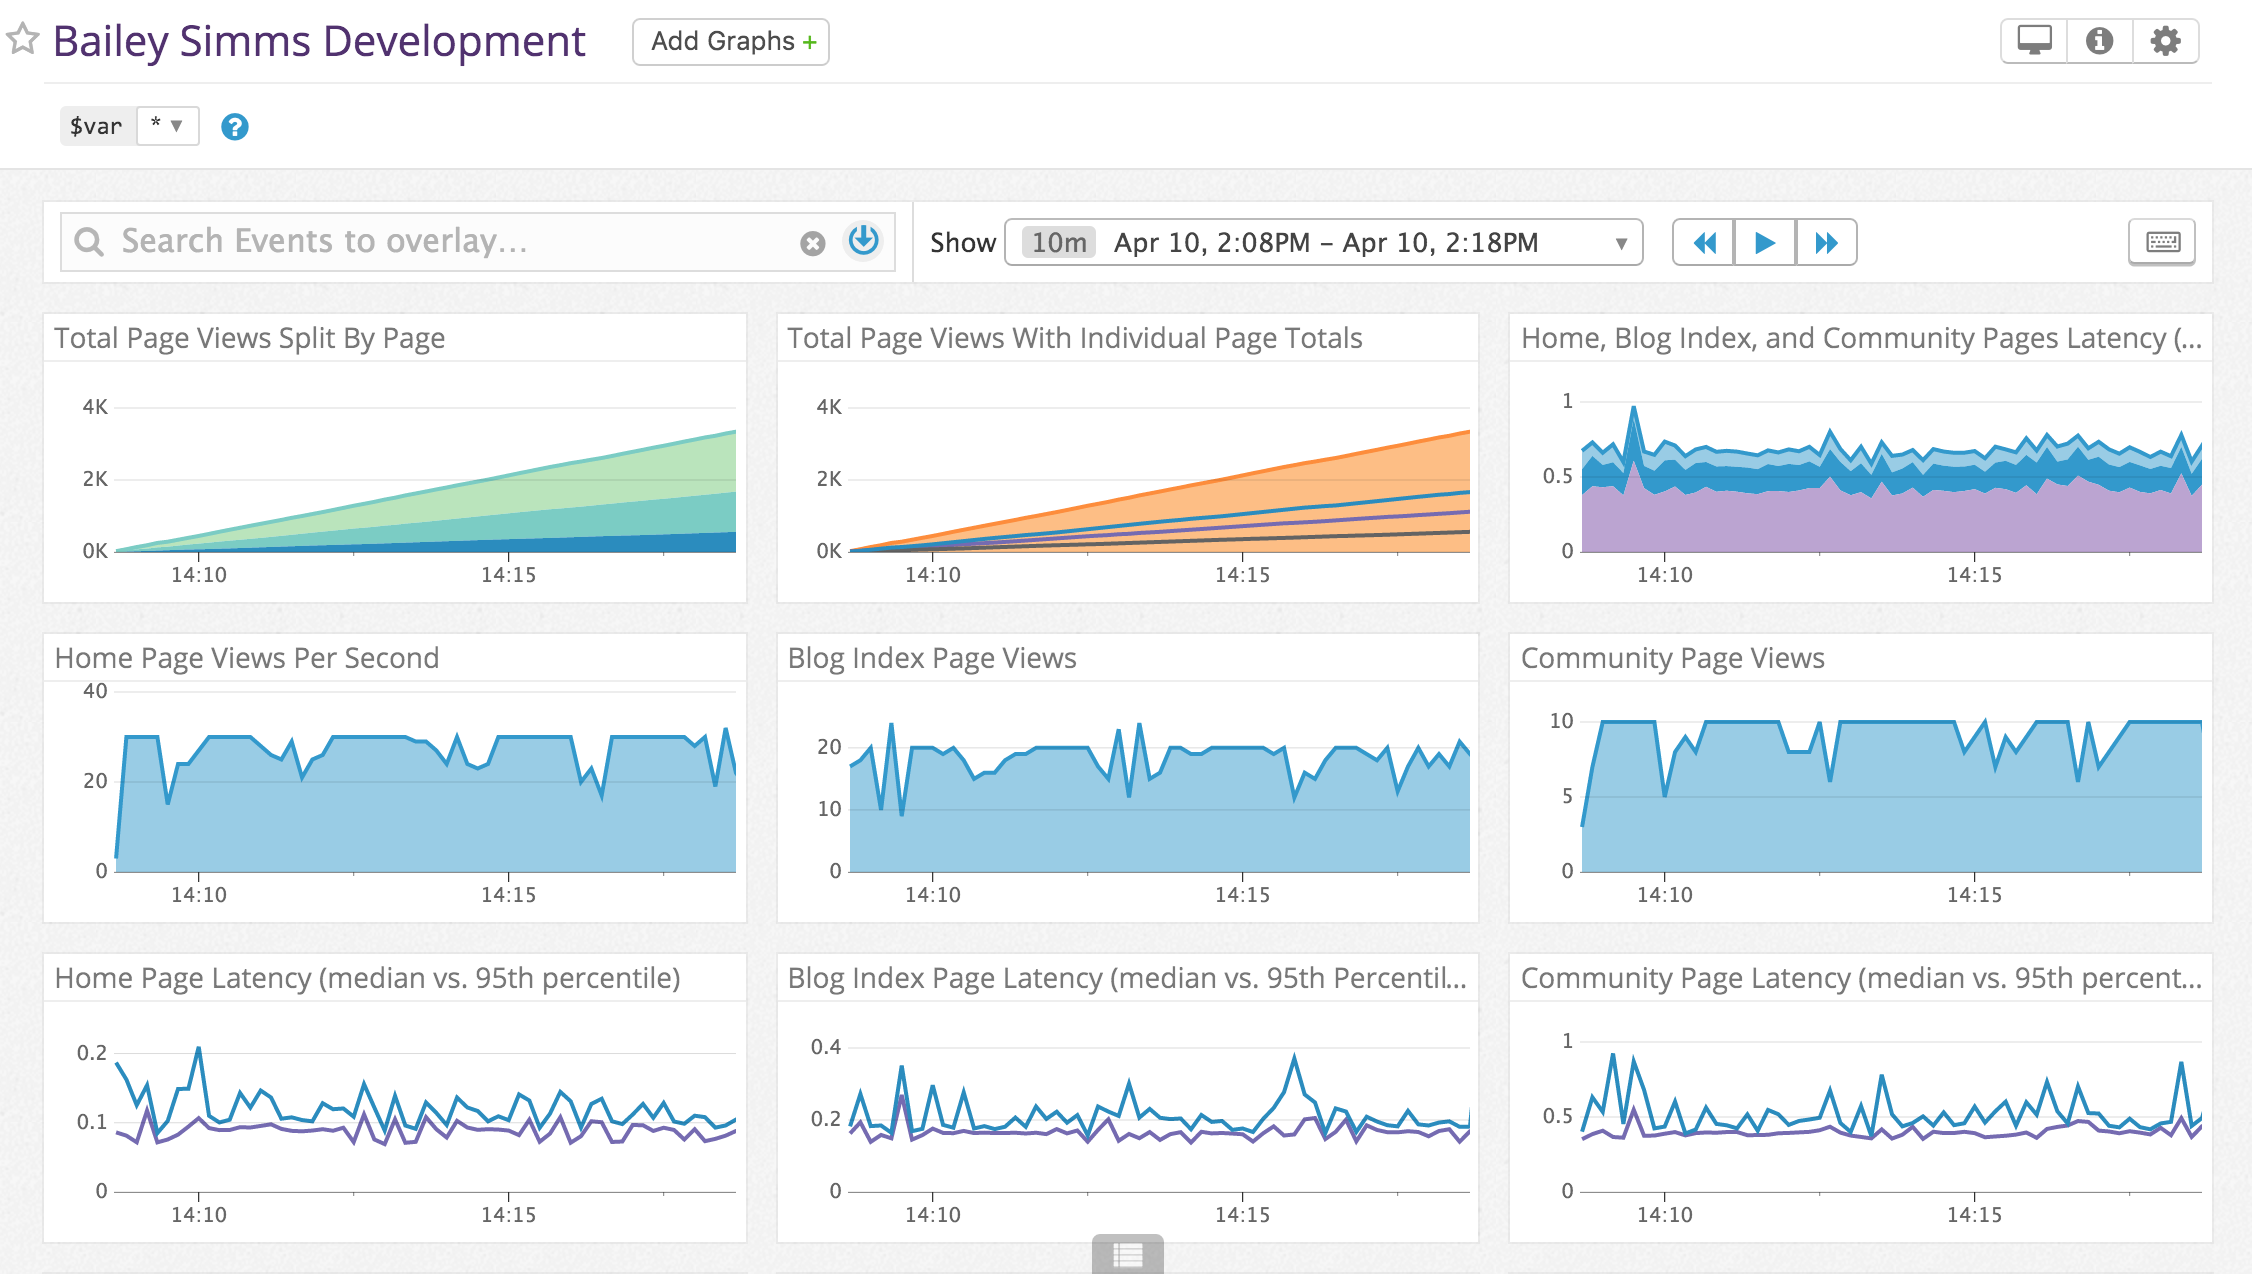 Bailey Simms Development
Add Graphs +
$var * ▼
?
Search Events to overlay...
Show 10m Apr 10, 2:08PM – Apr 10, 2:18PM ▼
Total Page Views Split By Page
4K
2K
0K
14:10 14:15
Total Page Views With Individual Page Totals
4K
2K
0K
14:10 14:15
Home, Blog Index, and Community Pages Latency (...
1
0.5
0
14:10 14:15
Home Page Views Per Second
40
20
0
14:10 14:15
Blog Index Page Views
20
10
0
14:10 14:15
Community Page Views
10
5
0
14:10 14:15
Home Page Latency (median vs. 95th percentile)
0.2
0.1
0
14:10 14:15
Blog Index Page Latency (median vs. 95th Percentil...
0.4
0.2
0
14:10 14:15
Community Page Latency (median vs. 95th percent...
1
0.5
0
14:10 14:15